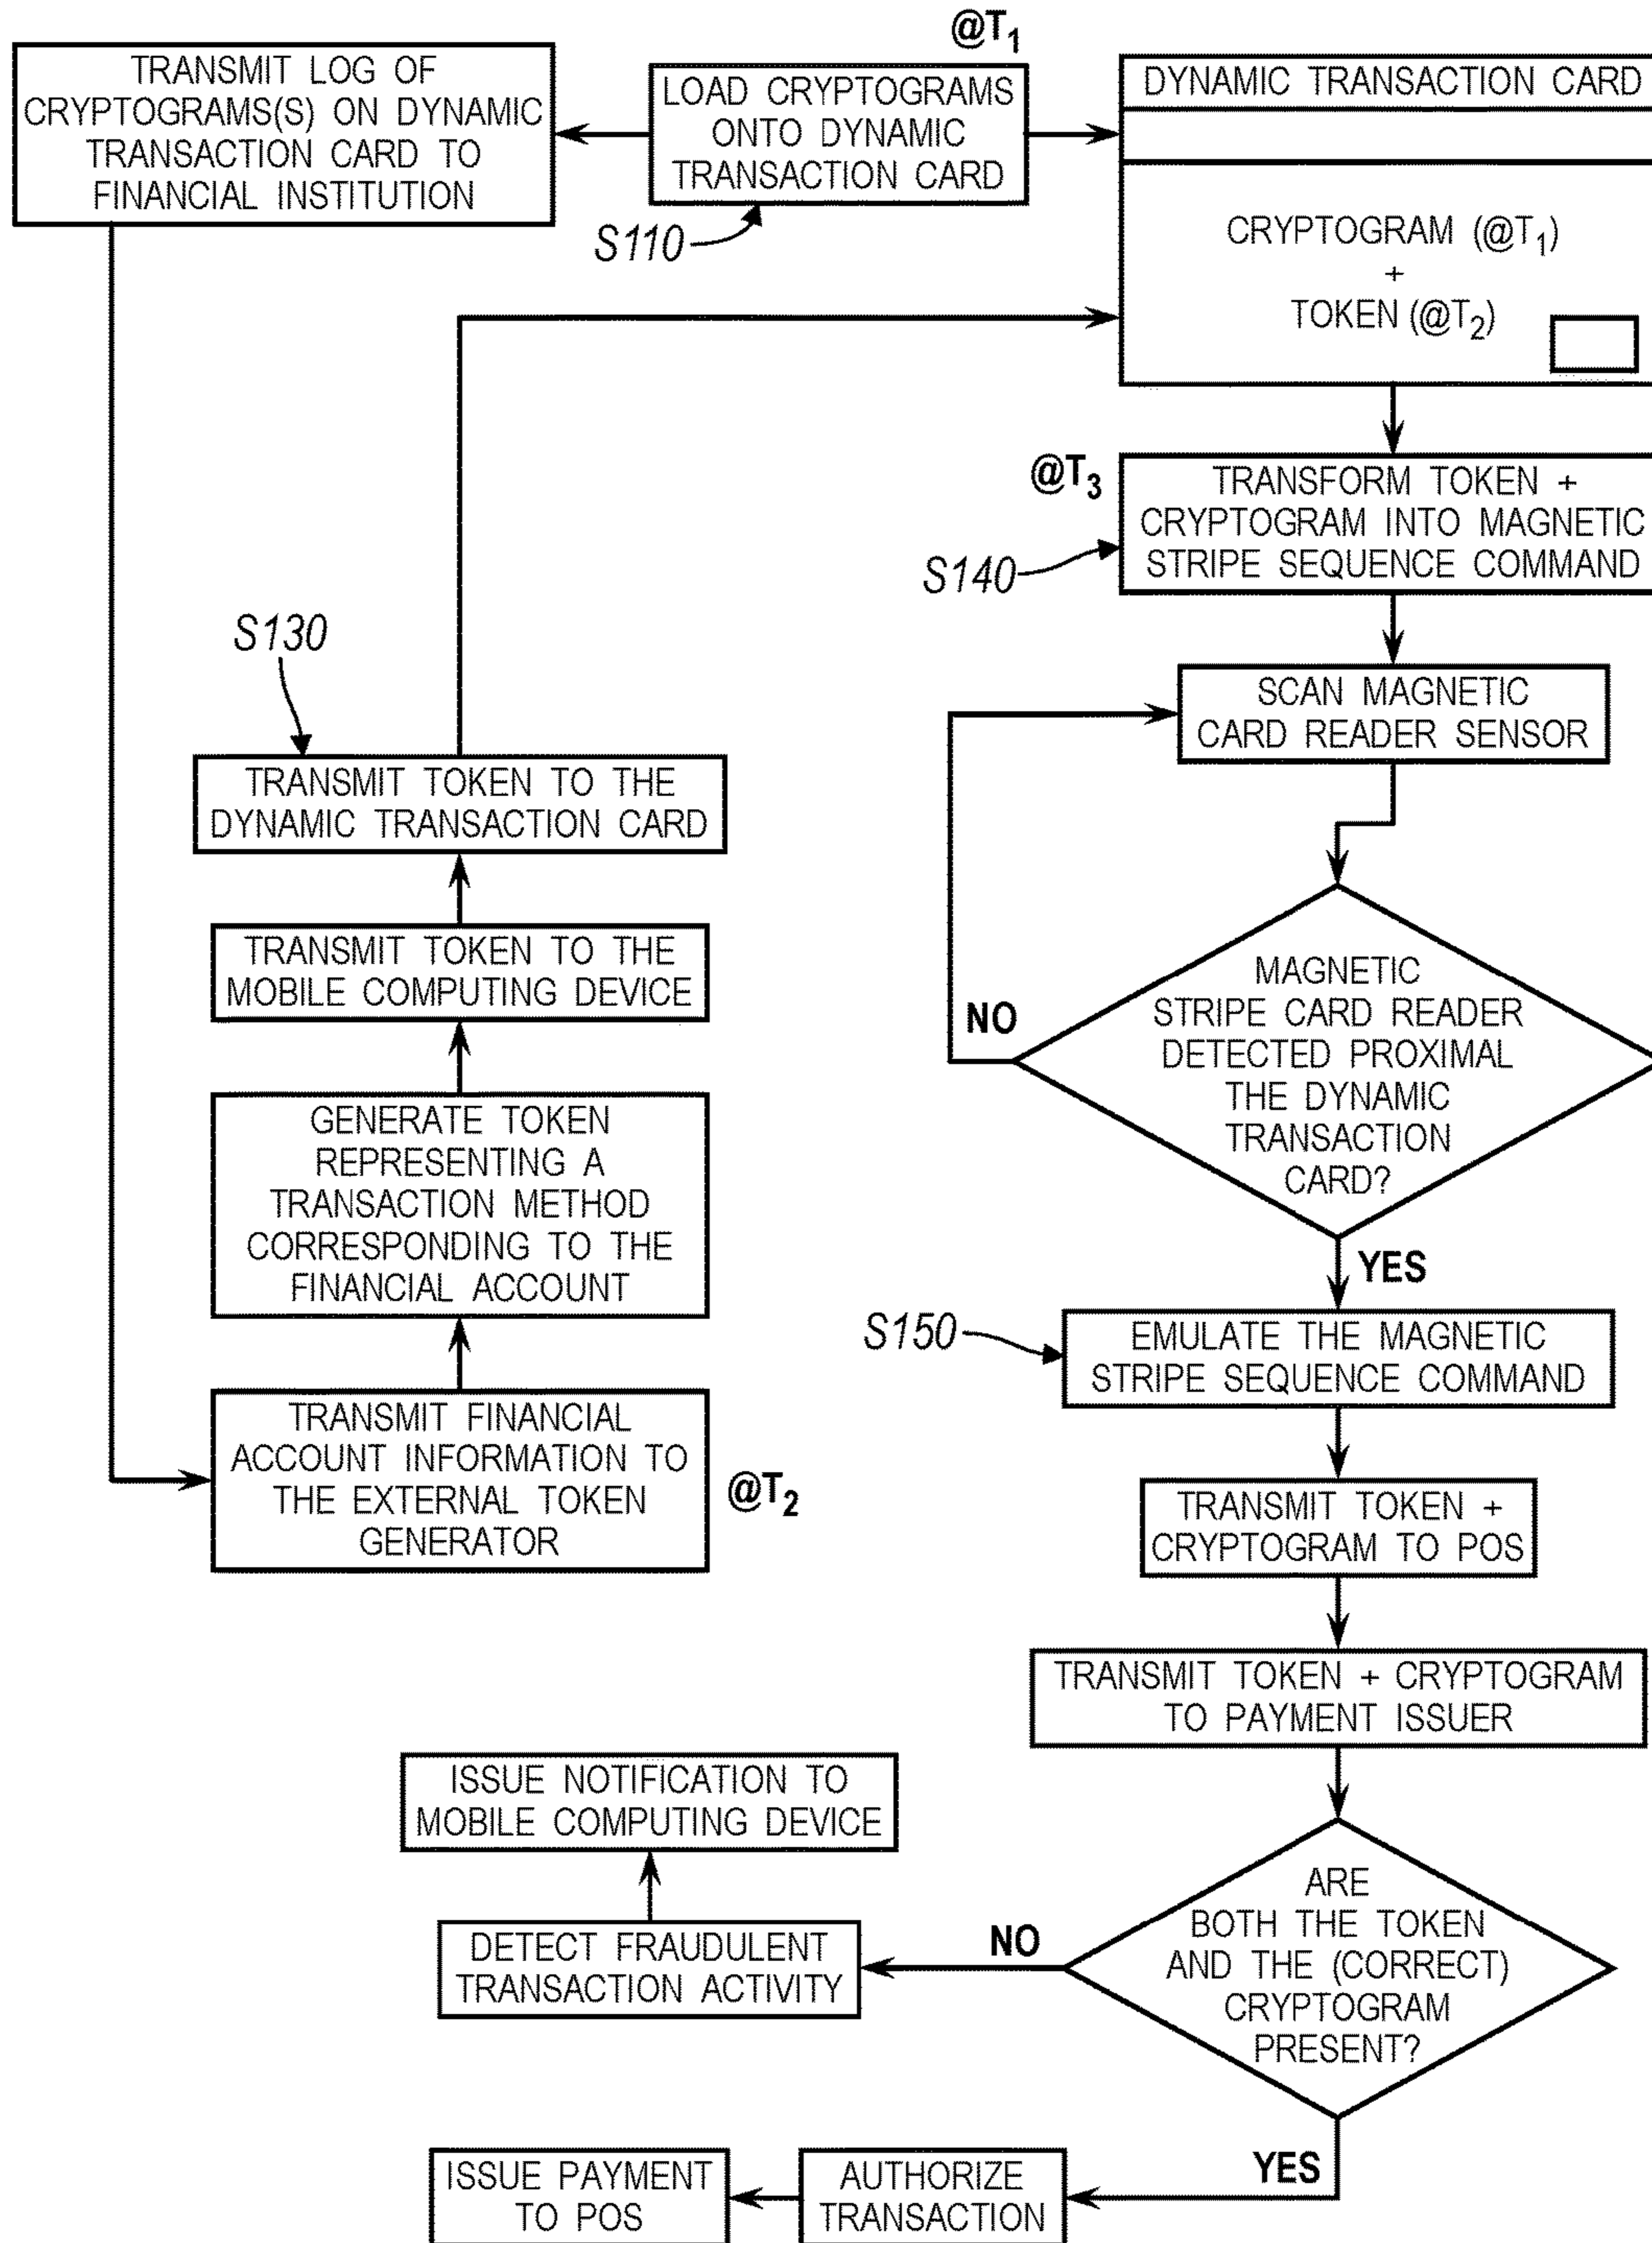 @T1
TRANSMIT LOG OF
CRYPTOGRAMS(S) ON DYNAMIC
TRANSACTION CARD TO
FINANCIAL INSTITUTION
LOAD CRYPTOGRAMS
ONTO DYNAMIC
TRANSACTION CARD
S110
DYNAMIC TRANSACTION CARD
CRYPTOGRAM (@T1)
+
TOKEN (@T2)
@T3
TRANSFORM TOKEN +
CRYPTOGRAM INTO MAGNETIC
STRIPE SEQUENCE COMMAND
S140
S130
TRANSMIT TOKEN TO THE
DYNAMIC TRANSACTION CARD
TRANSMIT TOKEN TO THE
MOBILE COMPUTING DEVICE
GENERATE TOKEN
REPRESENTING A
TRANSACTION METHOD
CORRESPONDING TO THE
FINANCIAL ACCOUNT
TRANSMIT FINANCIAL
ACCOUNT INFORMATION TO
THE EXTERNAL TOKEN
GENERATOR
@T2
SCAN MAGNETIC
CARD READER SENSOR
MAGNETIC
STRIPE CARD READER
DETECTED PROXIMAL
THE DYNAMIC
TRANSACTION
CARD?
NO
YES
S150
EMULATE THE MAGNETIC
STRIPE SEQUENCE COMMAND
TRANSMIT TOKEN +
CRYPTOGRAM TO POS
TRANSMIT TOKEN + CRYPTOGRAM
TO PAYMENT ISSUER
ARE
BOTH THE TOKEN
AND THE (CORRECT)
CRYPTOGRAM
PRESENT?
NO
DETECT FRAUDULENT
TRANSACTION ACTIVITY
ISSUE NOTIFICATION TO
MOBILE COMPUTING DEVICE
YES
AUTHORIZE
TRANSACTION
ISSUE PAYMENT
TO POS